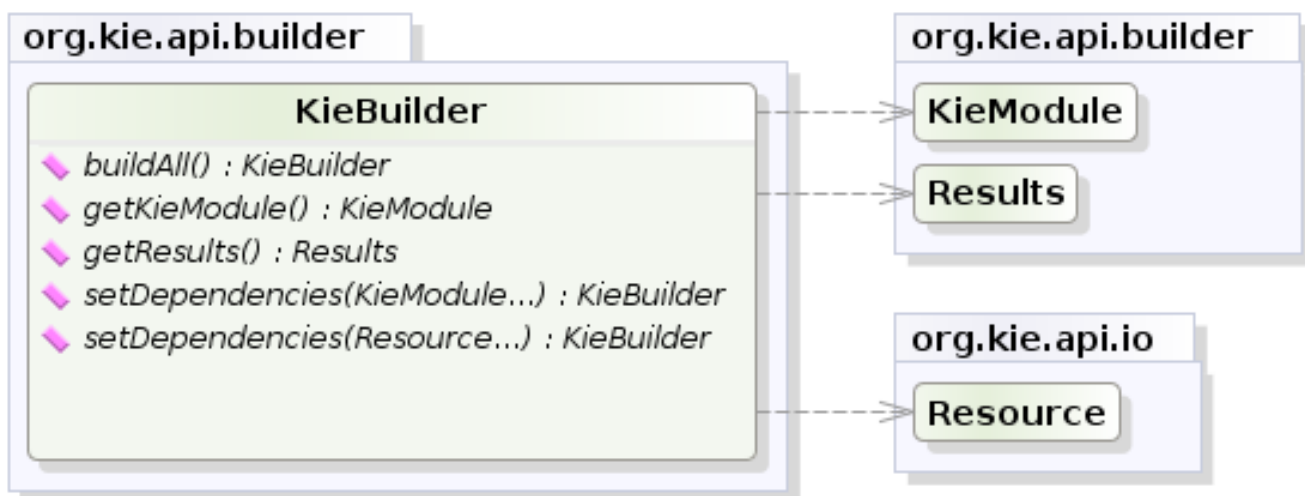 org.kie.api.builder
KieBuilder
buildAll() : KieBuilder
getKieModule() : KieModule
getResults() : Results
setDependencies(KieModule...) : KieBuilder
setDependencies(Resource...) : KieBuilder
org.kie.api.builder
KieModule
Results
org.kie.api.io
Resource